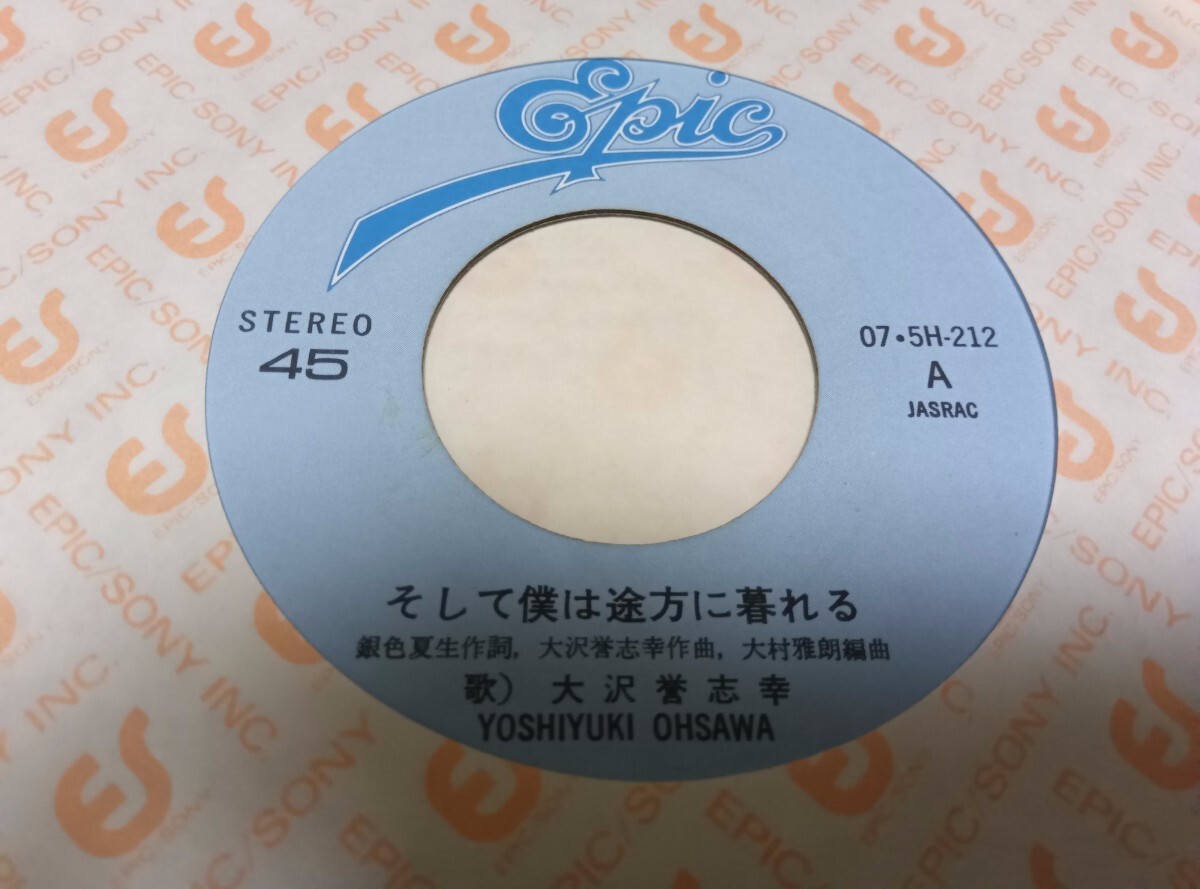 Epic
STEREO
45
07・5H-212
A
JASRAC
そして僕は途方に暮れる
銀色夏生作詞, 大沢誉志幸作曲, 大村雅朗編曲
歌) 大沢誉志幸
YOSHIYUKI OHSAWA
EPIC/SONY INC.
EPIC・SONY